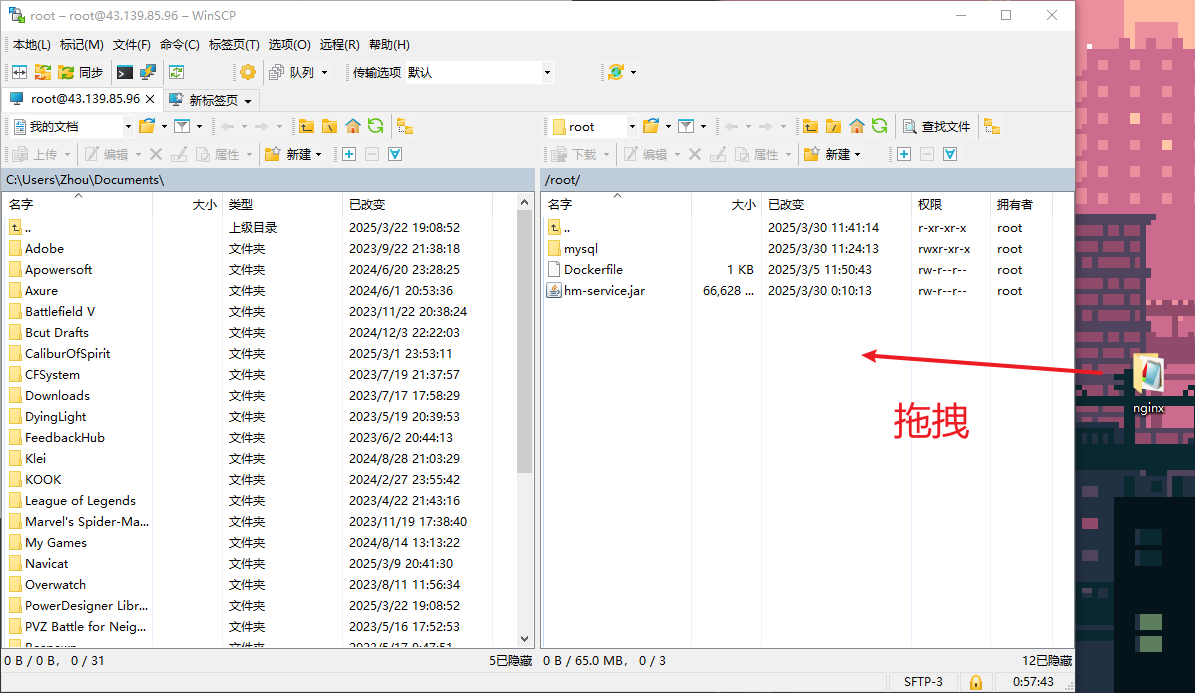 root – root@43.139.85.96 – WinSCP
本地(L) 标记(M) 文件(F) 命令(C) 标签页(T) 选项(O) 远程(R) 帮助(H)
同步 队列 传输选项 默认
root@43.139.85.96 新标签页
我的文档 root 查找文件
上传 编辑 属性 新建 下载 编辑 属性 新建
C:\Users\Zhou\Documents\ /root/
名字 大小 类型 已改变 名字 大小 已改变 权限 拥有者
.. 上级目录 2025/3/22 19:08:52 .. 2025/3/30 11:41:14 r-xr-xr-x root
Adobe 文件夹 2023/9/22 21:38:18 mysql 2025/3/30 11:24:13 rwxr-xr-x root
Apowersoft 文件夹 2024/6/20 23:28:25 Dockerfile 1 KB 2025/3/5 11:50:43 rw-r--r-- root
Axure 文件夹 2024/6/1 20:53:36 hm-service.jar 66,628 ... 2025/3/30 0:10:13 rw-r--r-- root
Battlefield V 文件夹 2023/11/22 20:38:24
Bcut Drafts 文件夹 2024/12/3 22:22:03
CaliburOfSpirit 文件夹 2025/3/1 23:53:11
CFSystem 文件夹 2023/7/19 21:37:57
Downloads 文件夹 2023/7/17 17:58:29
DyingLight 文件夹 2023/5/19 20:39:53
nginx
拖拽
FeedbackHub 文件夹 2023/6/2 20:44:13
Klei 文件夹 2024/8/28 21:03:29
KOOK 文件夹 2024/2/27 23:55:42
League of Legends 文件夹 2023/4/22 21:43:16
Marvel's Spider-Ma... 文件夹 2023/11/19 17:38:40
My Games 文件夹 2024/8/14 13:13:22
Navicat 文件夹 2025/3/9 20:41:30
Overwatch 文件夹 2023/8/11 11:56:34
PowerDesigner Libr... 文件夹 2025/3/22 19:08:52
PVZ Battle for Neig... 文件夹 2023/5/16 17:52:53
0 B / 0 B， 0 / 31 5已隐藏 0 B / 65.0 MB， 0 / 3 12已隐藏
SFTP-3 0:57:43